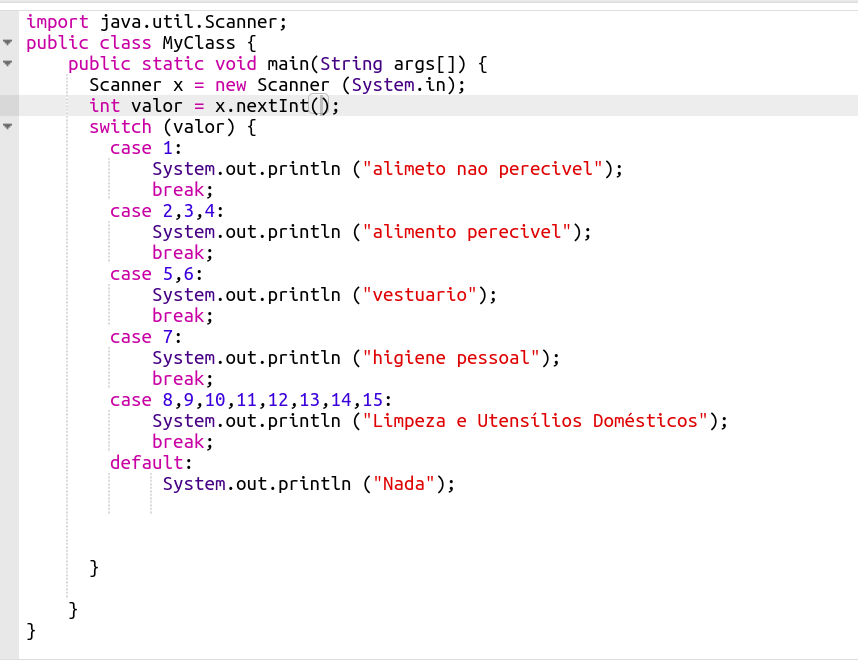 import java.util.Scanner;
public class MyClass {
    public static void main(String args[]) {
      Scanner x = new Scanner (System.in);
      int valor = x.nextInt();
      switch (valor) {
        case 1:
            System.out.println ("alimeto nao perecivel");
            break;
        case 2,3,4:
            System.out.println ("alimento perecivel");
            break;
        case 5,6:
            System.out.println ("vestuario");
            break;
        case 7:
            System.out.println ("higiene pessoal");
            break;
        case 8,9,10,11,12,13,14,15:
            System.out.println ("Limpeza e Utensílios Domésticos");
            break;
        default:
             System.out.println ("Nada");
      }
    }
}